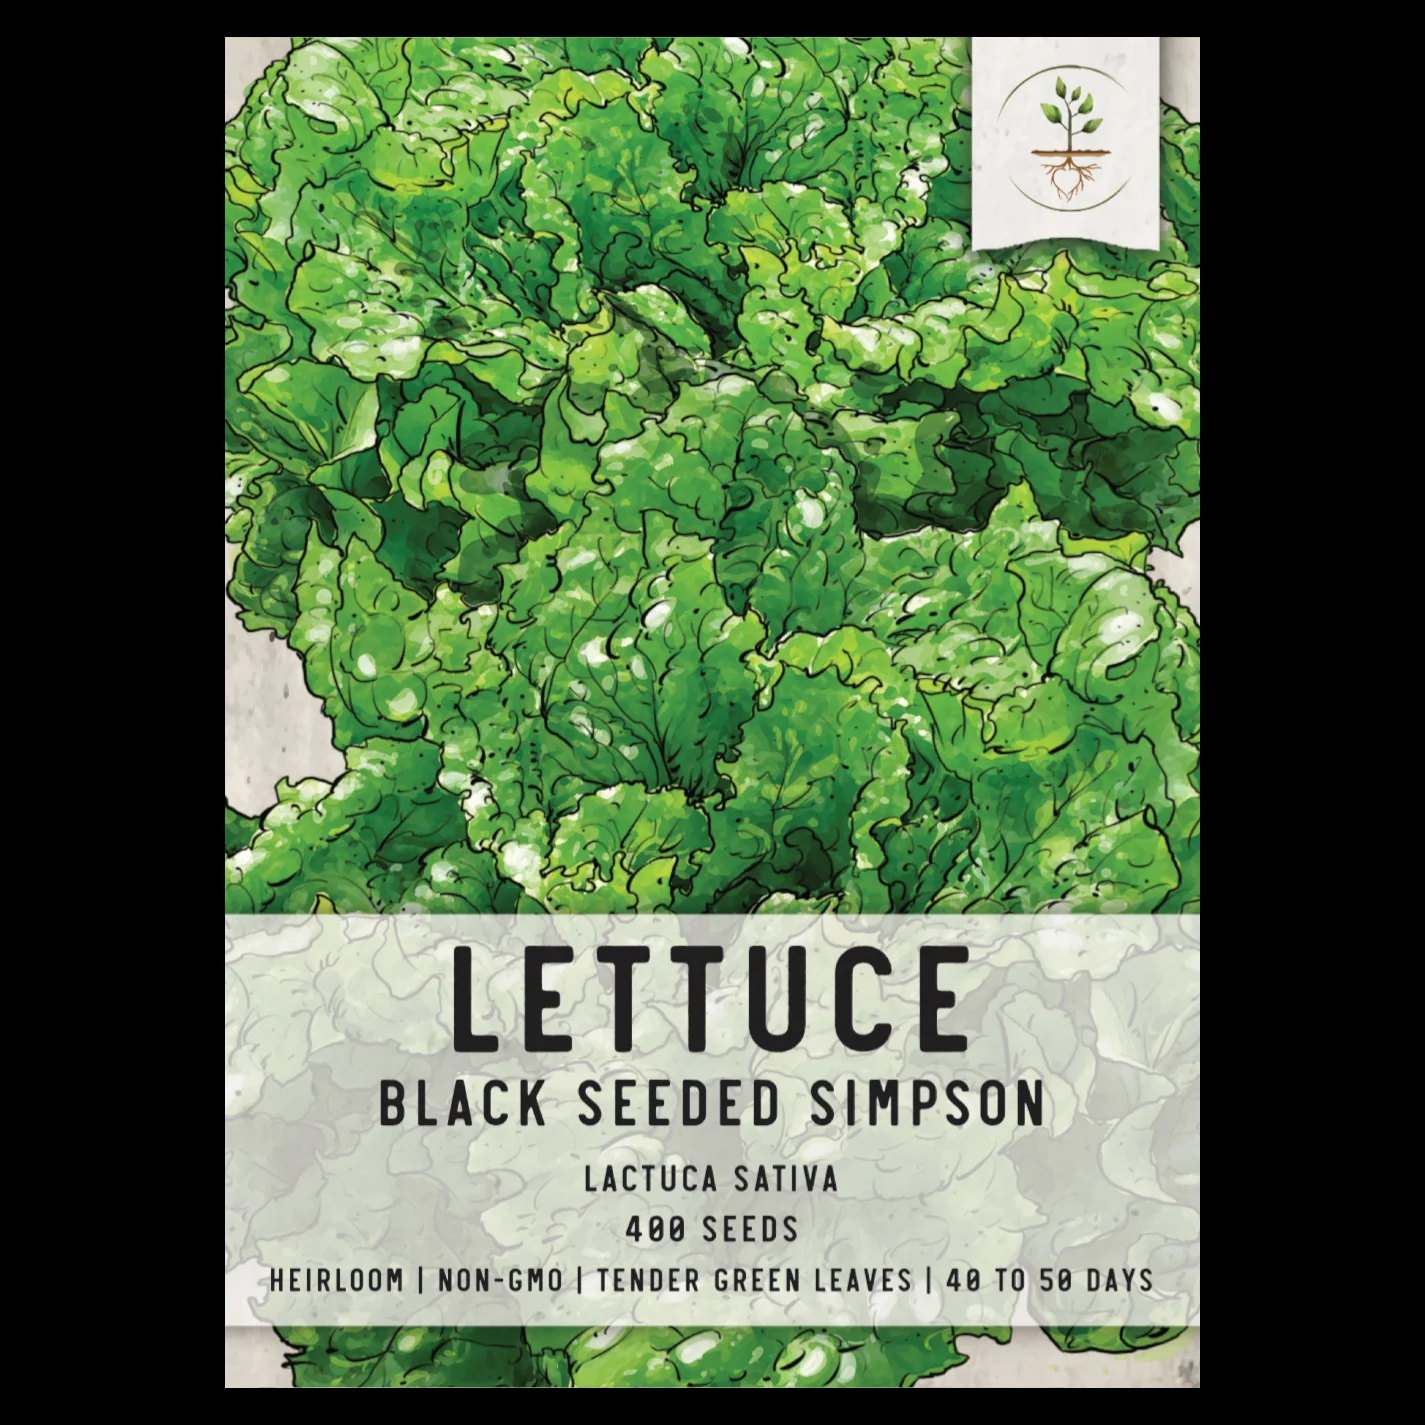 LETTUCE
BLACK SEEDED SIMPSON
LACTUCA SATIVA
400 SEEDS
HEIRLOOM | NON-GMO | TENDER GREEN LEAVES | 40 TO 50 DAYS